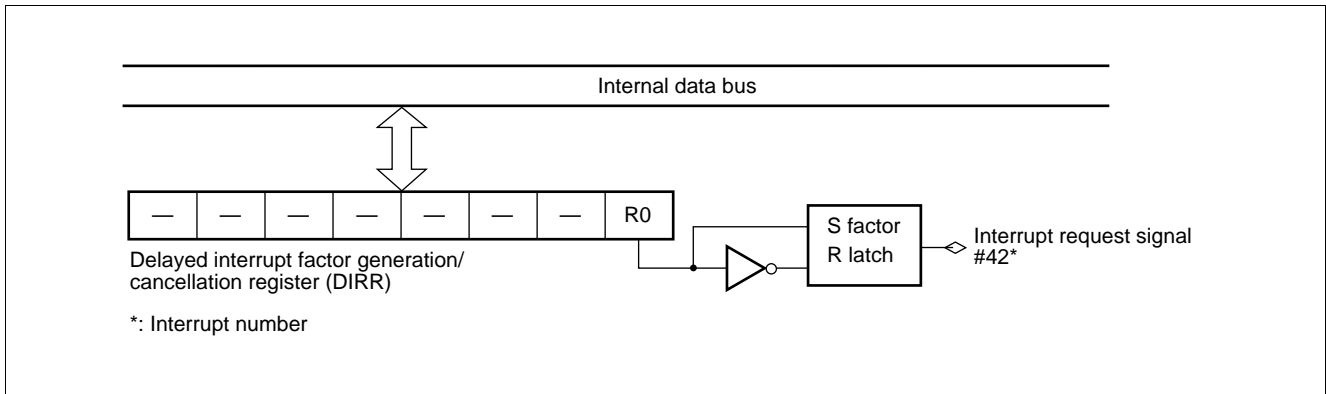 Internal data bus
— — — — — — — R0
Delayed interrupt factor generation/
cancellation register (DIRR)
S factor
R latch
Interrupt request signal
#42*
*: Interrupt number